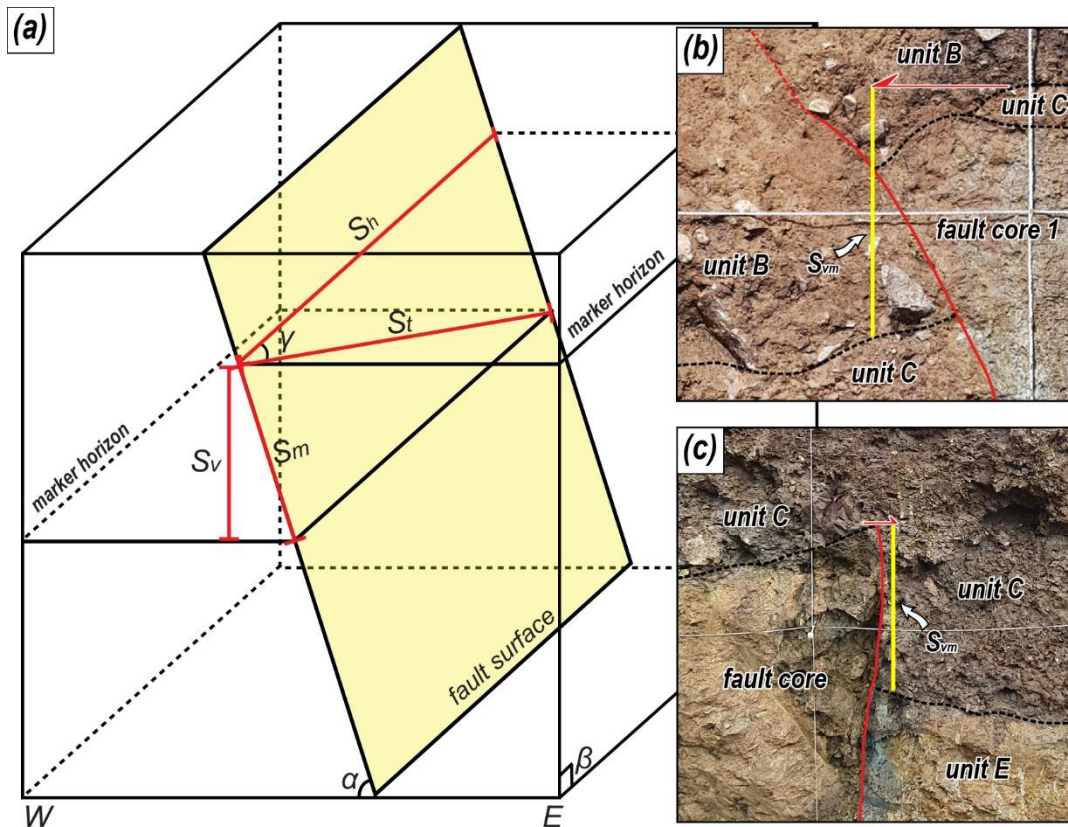 (a)
Sh
St
γ
marker horizon
marker horizon
Sv
Sm
fault surface
α
β
W
E
(b)
unit B
unit C
fault core 1
Svm
unit B
unit C
(c)
unit C
unit C
Svm
fault core
unit E